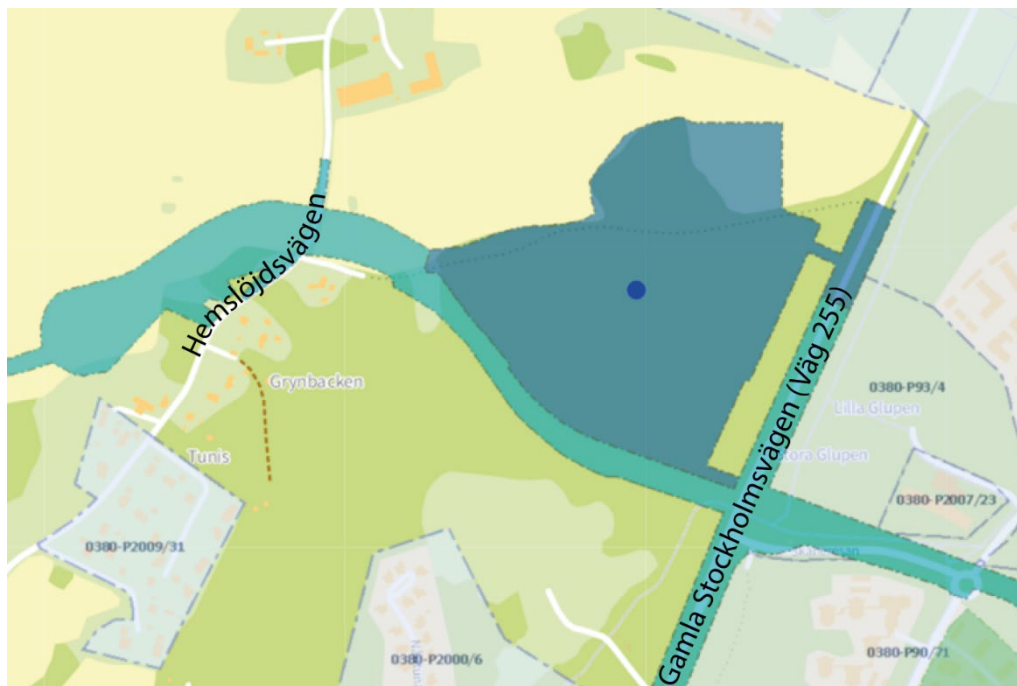 Hemslöjdsvägen
Gamla Stockholmsvägen (Väg 255)
Grynbacken
0380-P93/4
Lilla Glupen
Tunis
tora Glupen
0380-P2007/23
0380-P2009/31
0380-P2000/6
0380-P90/71